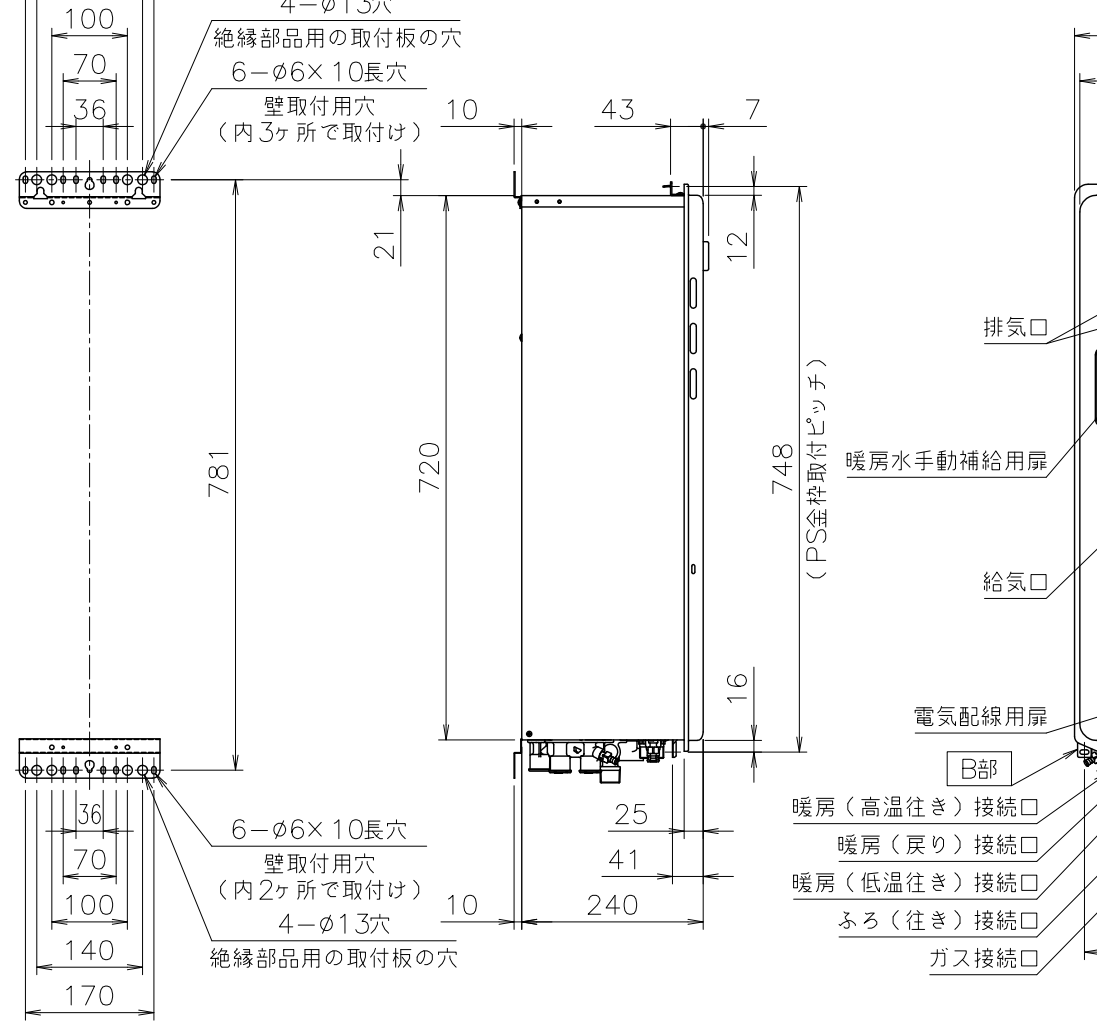 4−φ13穴
絶縁部品用の取付板の穴
6−φ6×10長穴
壁取付用穴
（内3ヶ所で取付け）
100
70
36
10
43
7
21
12
781
720
748
（PS金枠取付ピッチ）
16
排気口
暖房水手動補給用扉
給気口
電気配線用扉
B部
暖房（高温往き）接続口
暖房（戻り）接続口
暖房（低温往き）接続口
ふろ（往き）接続口
ガス接続口
25
41
10
240
36
70
100
140
170
6−φ6×10長穴
壁取付用穴
（内2ヶ所で取付け）
4−φ13穴
絶縁部品用の取付板の穴